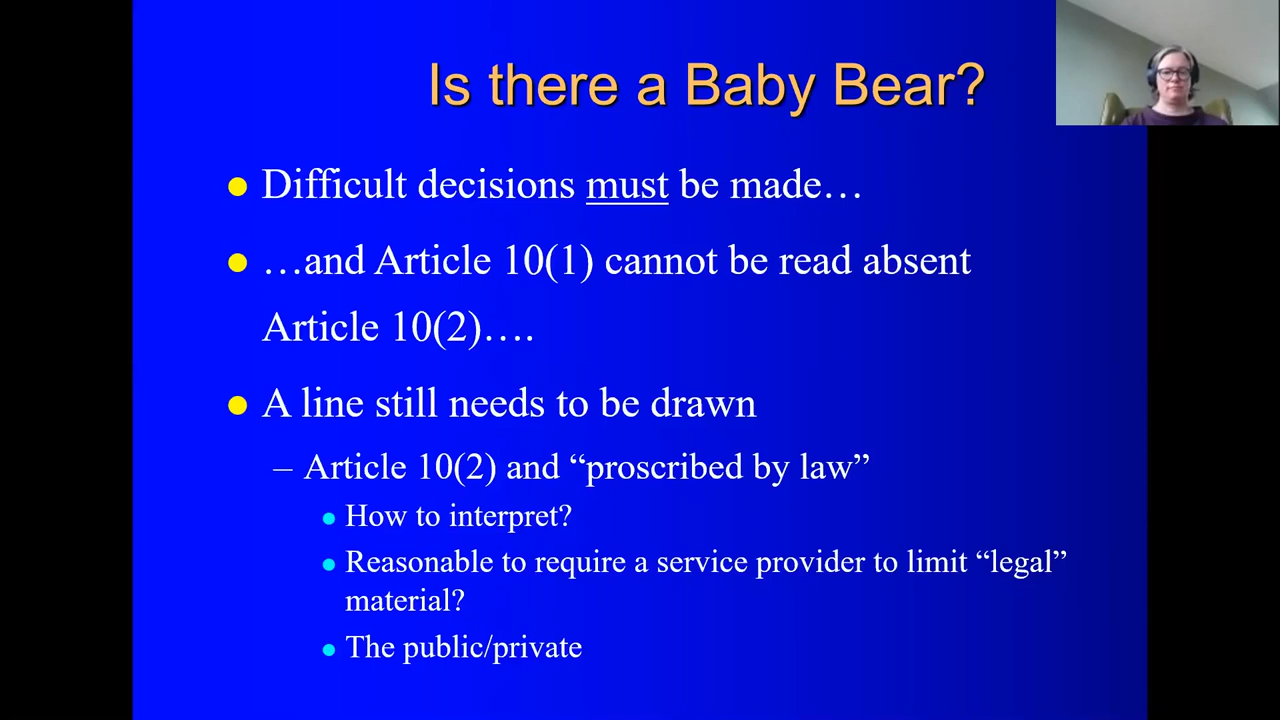 Is there a Baby Bear?
● Difficult decisions must be made…
● …and Article 10(1) cannot be read absent
Article 10(2)….
● A line still needs to be drawn
– Article 10(2) and “proscribed by law”
● How to interpret?
● Reasonable to require a service provider to limit “legal”
material?
● The public/private